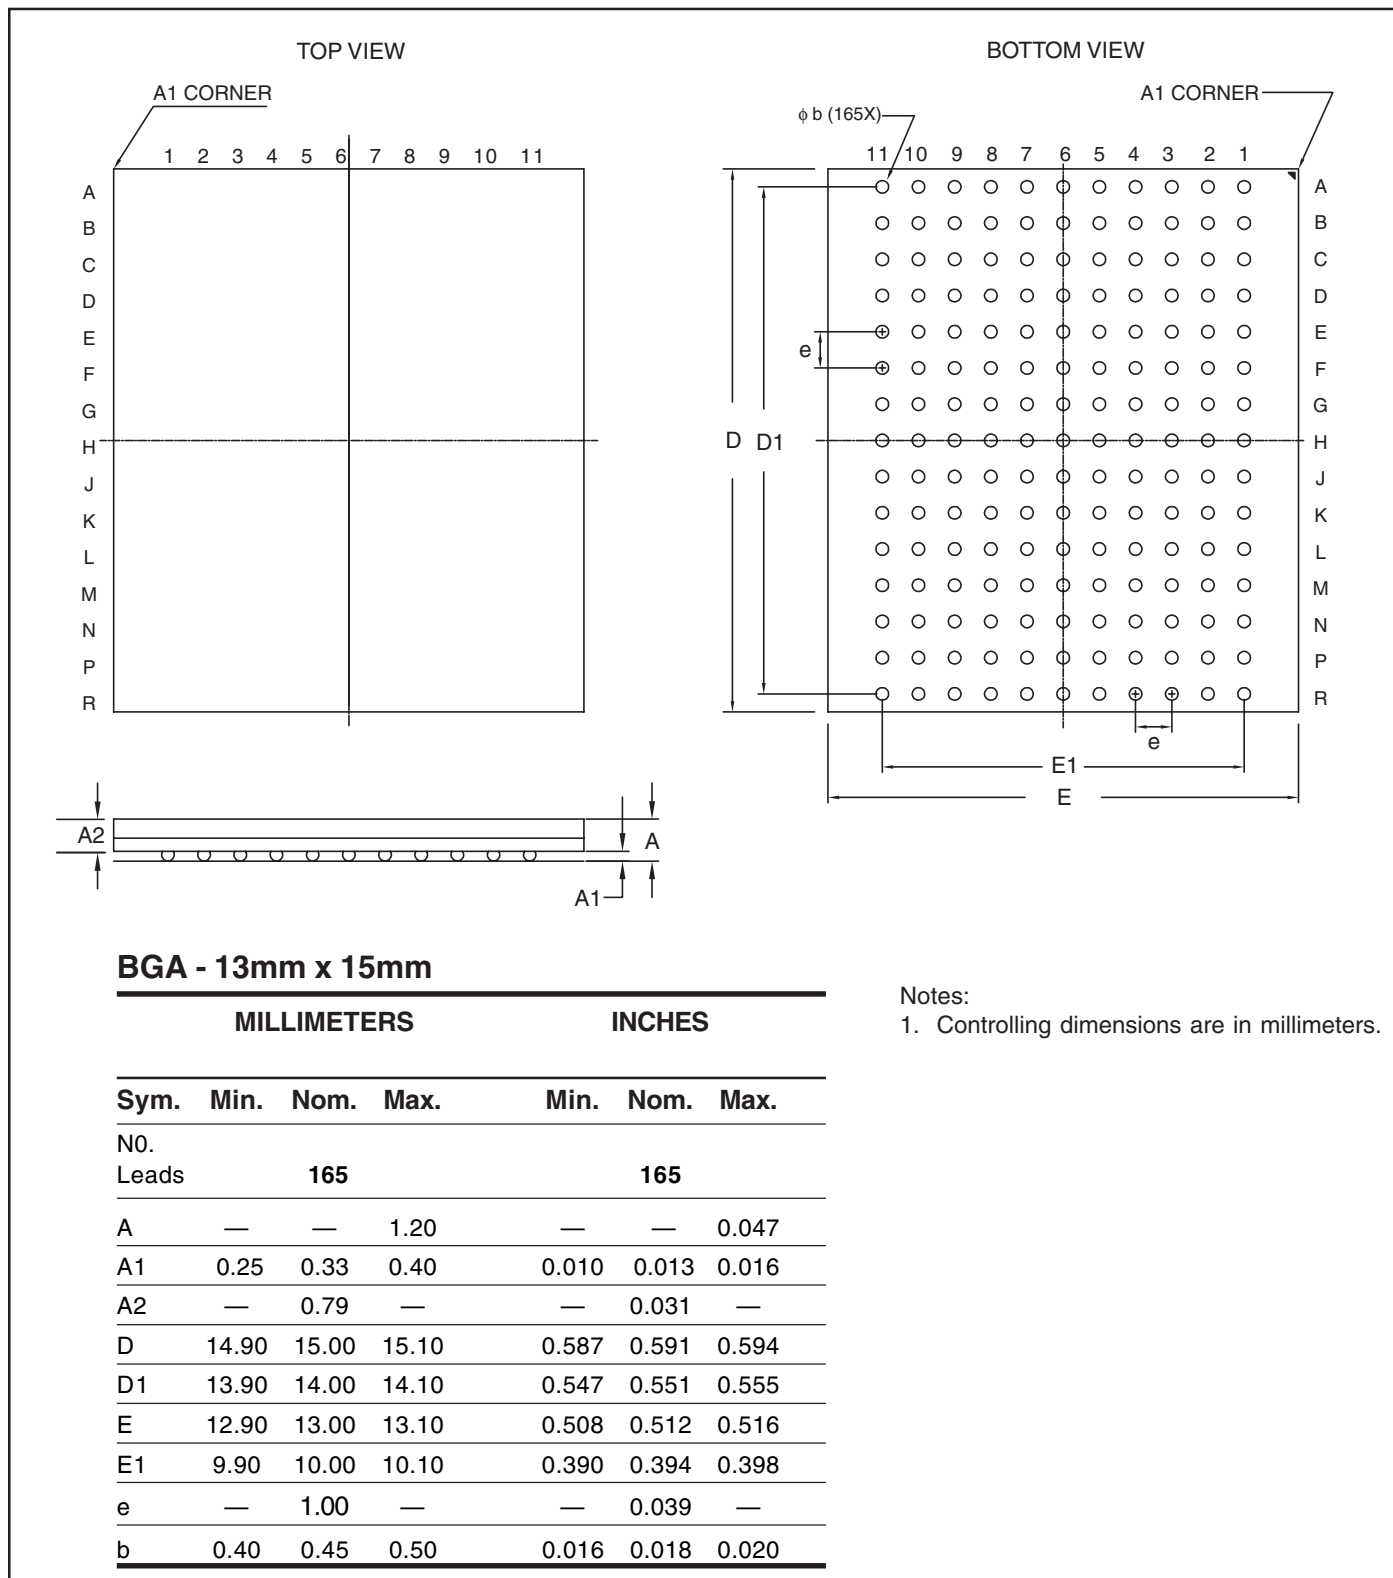 TOP VIEW
A1 CORNER
1 2 3 4 5 6 7 8 9 10 11
A
B
C
D
E
F
G
H
J
K
L
M
N
P
R
BOTTOM VIEW
A1 CORNER
ϕ b (165X)
11 10 9 8 7 6 5 4 3 2 1
A
B
C
D
E
F
G
H
J
K
L
M
N
P
R
e
D D1
e
E1
E
A2
A
A1
BGA - 13mm x 15mm
MILLIMETERS INCHES
Sym. Min. Nom. Max. Min. Nom. Max.
N0.
Leads 165 165
A — — 1.20 — — 0.047
A1 0.25 0.33 0.40 0.010 0.013 0.016
A2 — 0.79 — — 0.031 —
D 14.90 15.00 15.10 0.587 0.591 0.594
D1 13.90 14.00 14.10 0.547 0.551 0.555
E 12.90 13.00 13.10 0.508 0.512 0.516
E1 9.90 10.00 10.10 0.390 0.394 0.398
e — 1.00 — — 0.039 —
b 0.40 0.45 0.50 0.016 0.018 0.020
Notes:
1. Controlling dimensions are in millimeters.